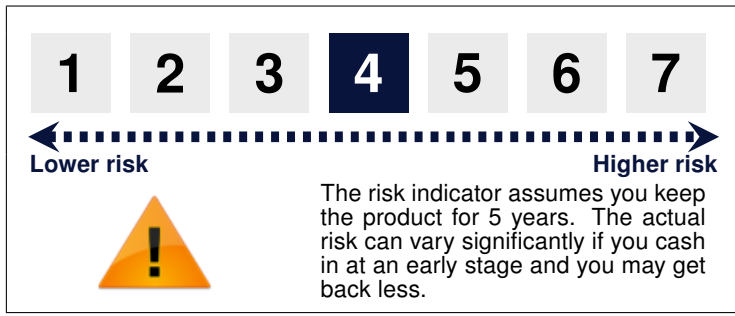 1 2 3 4 5 6 7
Lower risk Higher risk
The risk indicator assumes you keep
the product for 5 years. The actual
risk can vary significantly if you cash
in at an early stage and you may get
back less.